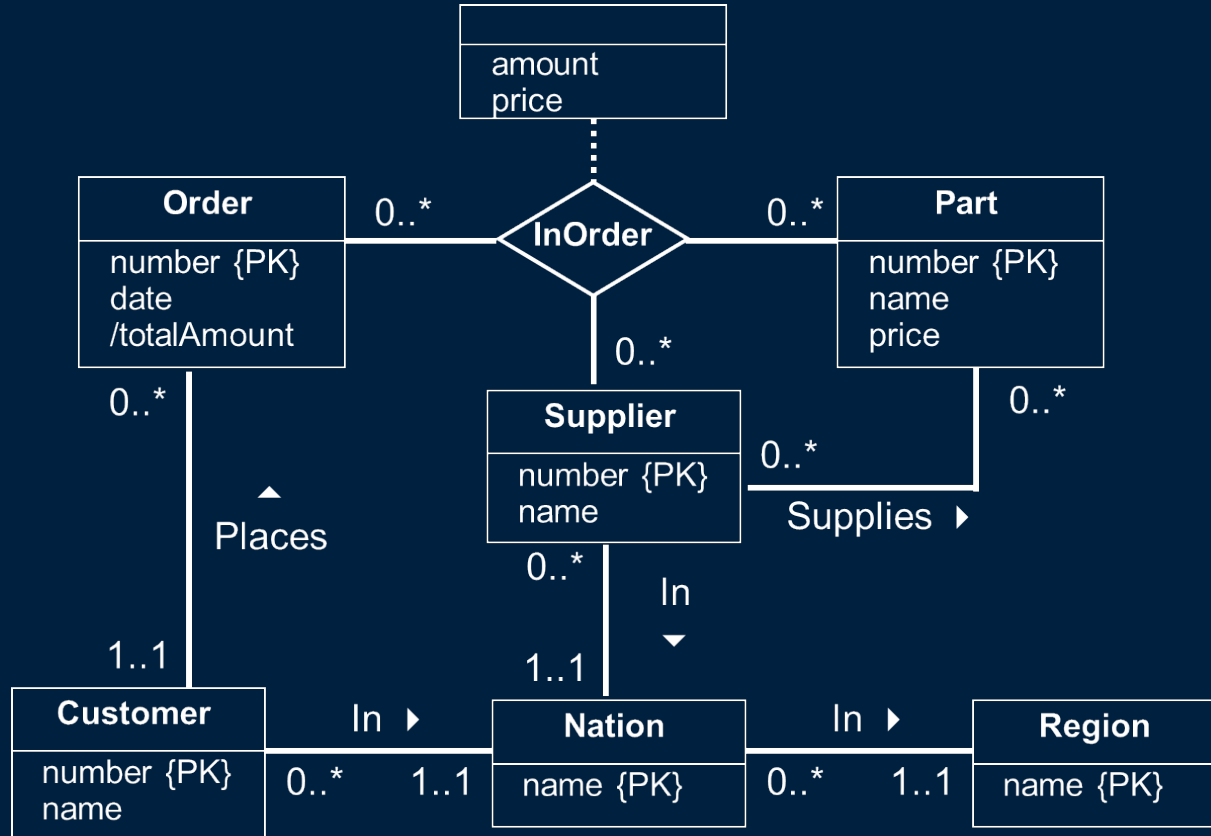 amount
price
Order
number {PK}
date
/totalAmount
0..*
InOrder
0..*
Part
number {PK}
name
price
0..*
0..*
Supplier
number {PK}
name
0..*
0..*
Supplies
Places
0..*
In
1..1
1..1
Customer
number {PK}
name
In
0..*
1..1
Nation
name {PK}
In
0..*
1..1
Region
name {PK}